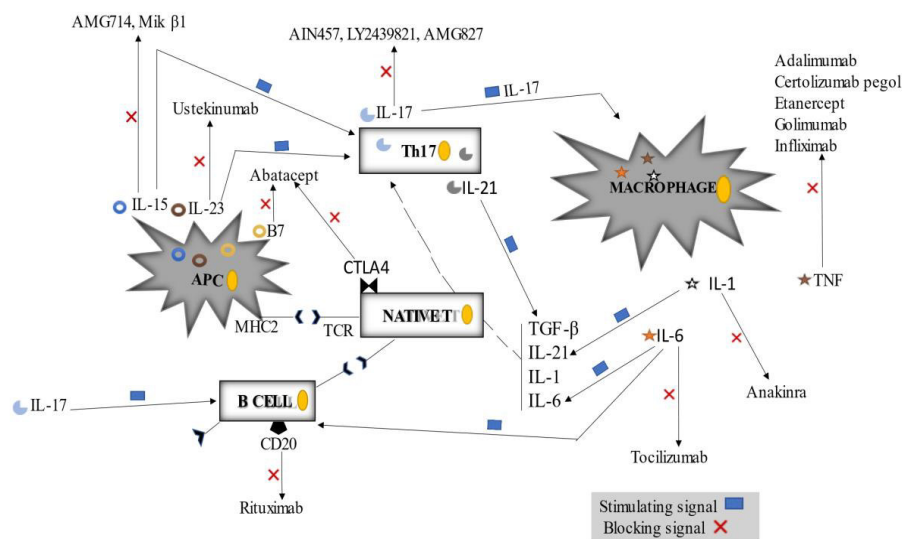 AMG714, Mik β1
AIN457, LY2439821, AMG827
Adalimumab
Certolizumab pegol
Etanercept
Golimumab
Infliximab
Ustekinumab
IL-17
IL-17
Th17
Abatacept
IL-21
MACROPHAGE
IL-15
IL-23
B7
APC
CTLA4
IL-1
TNF
MHC2
TCR
NATIVE T
TGF-β
IL-21
IL-1
IL-6
IL-6
Anakinra
IL-17
B CELL
CD20
Tocilizumab
Rituximab
Stimulating signal
Blocking signal